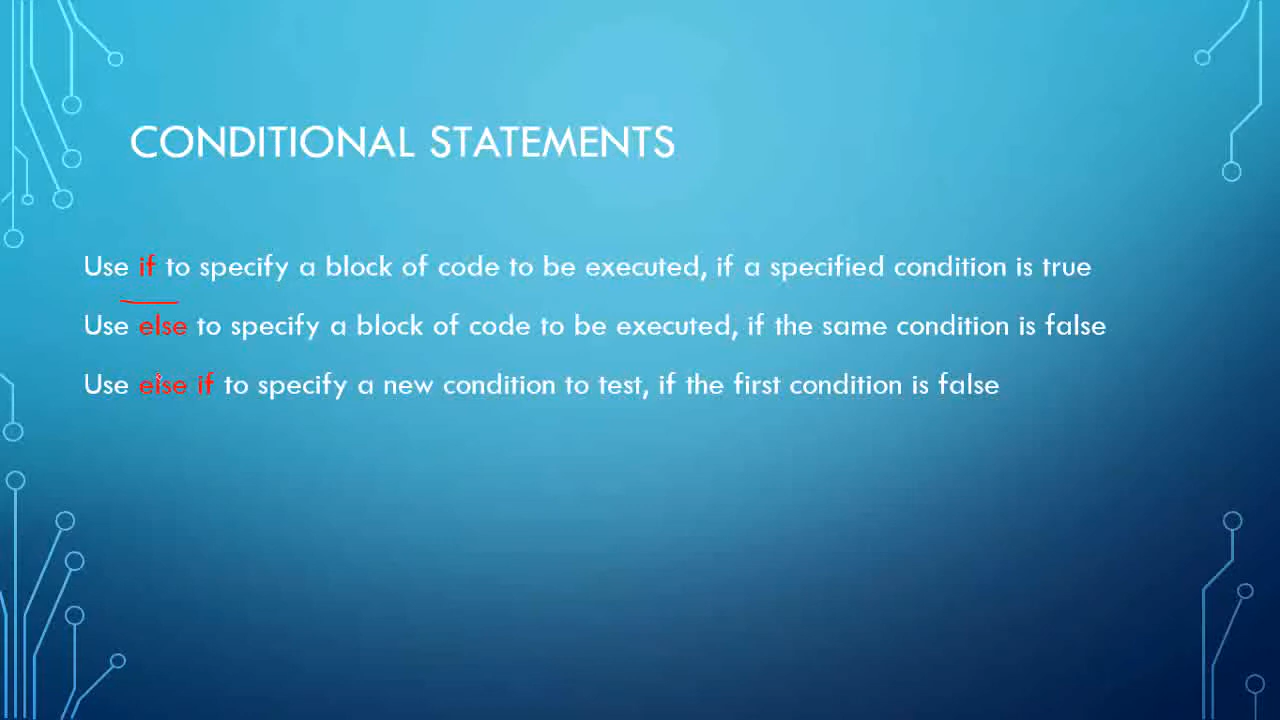 CONDITIONAL STATEMENTS
Use if to specify a block of code to be executed, if a specified condition is true
Use else to specify a block of code to be executed, if the same condition is false
Use else if to specify a new condition to test, if the first condition is false